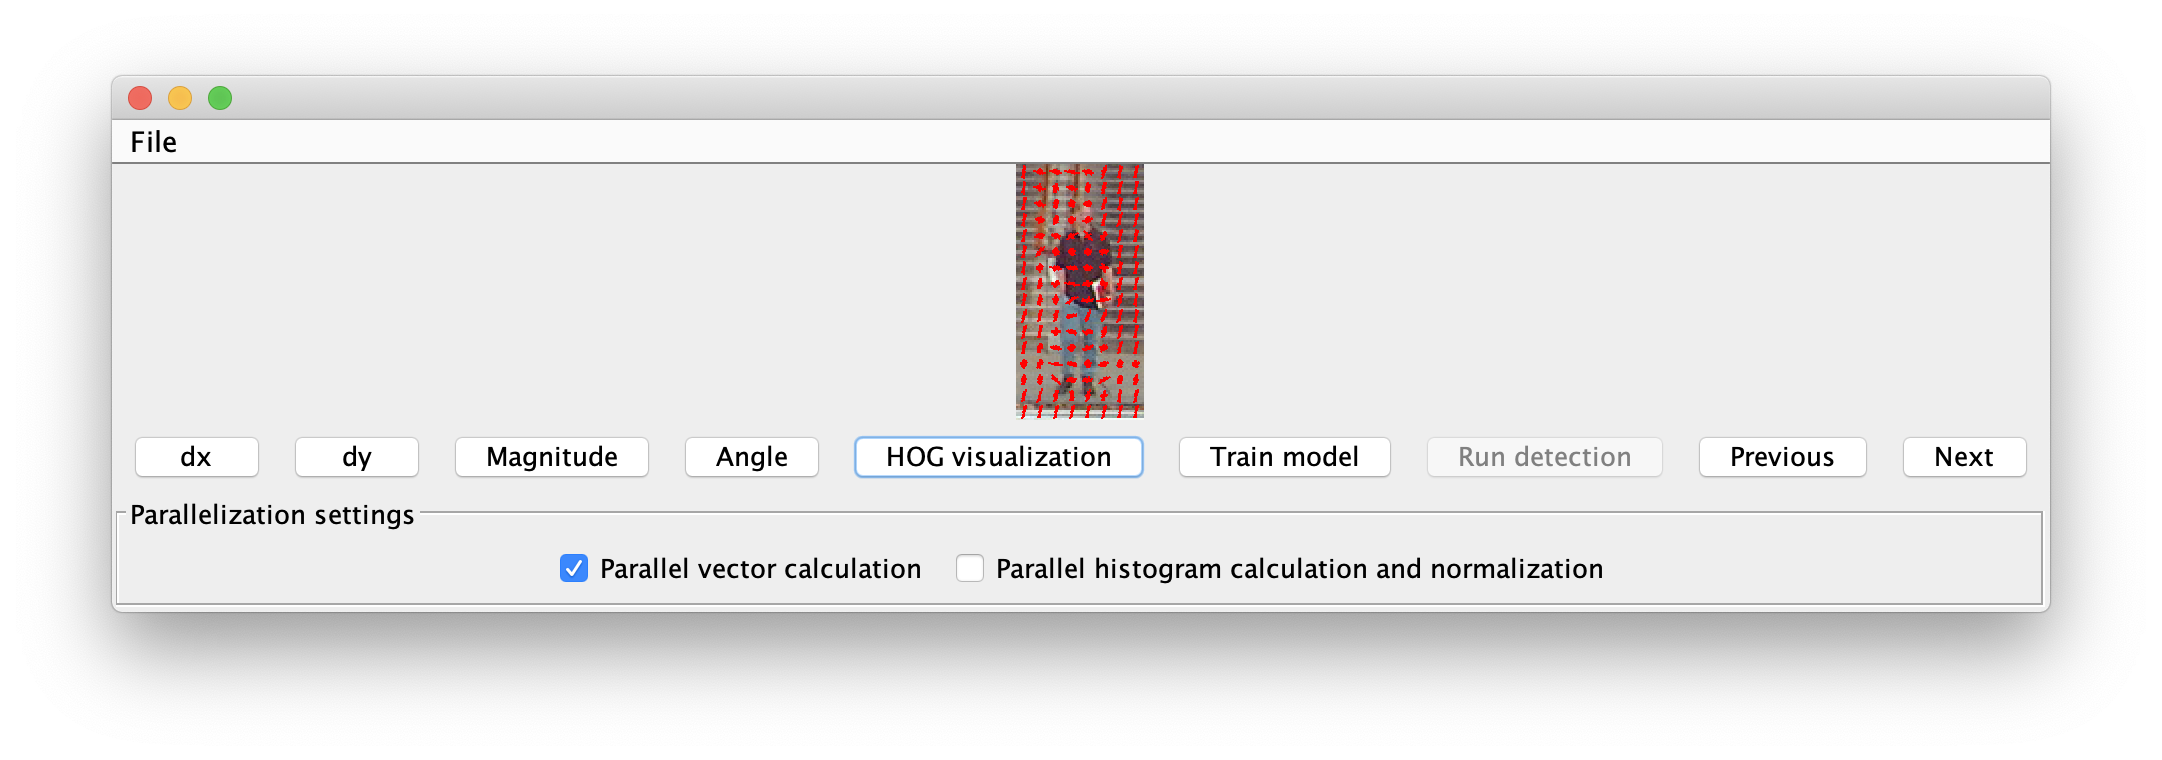 File
dx dy Magnitude Angle HOG visualization Train model Run detection Previous Next
Parallelization settings
Parallel vector calculation Parallel histogram calculation and normalization